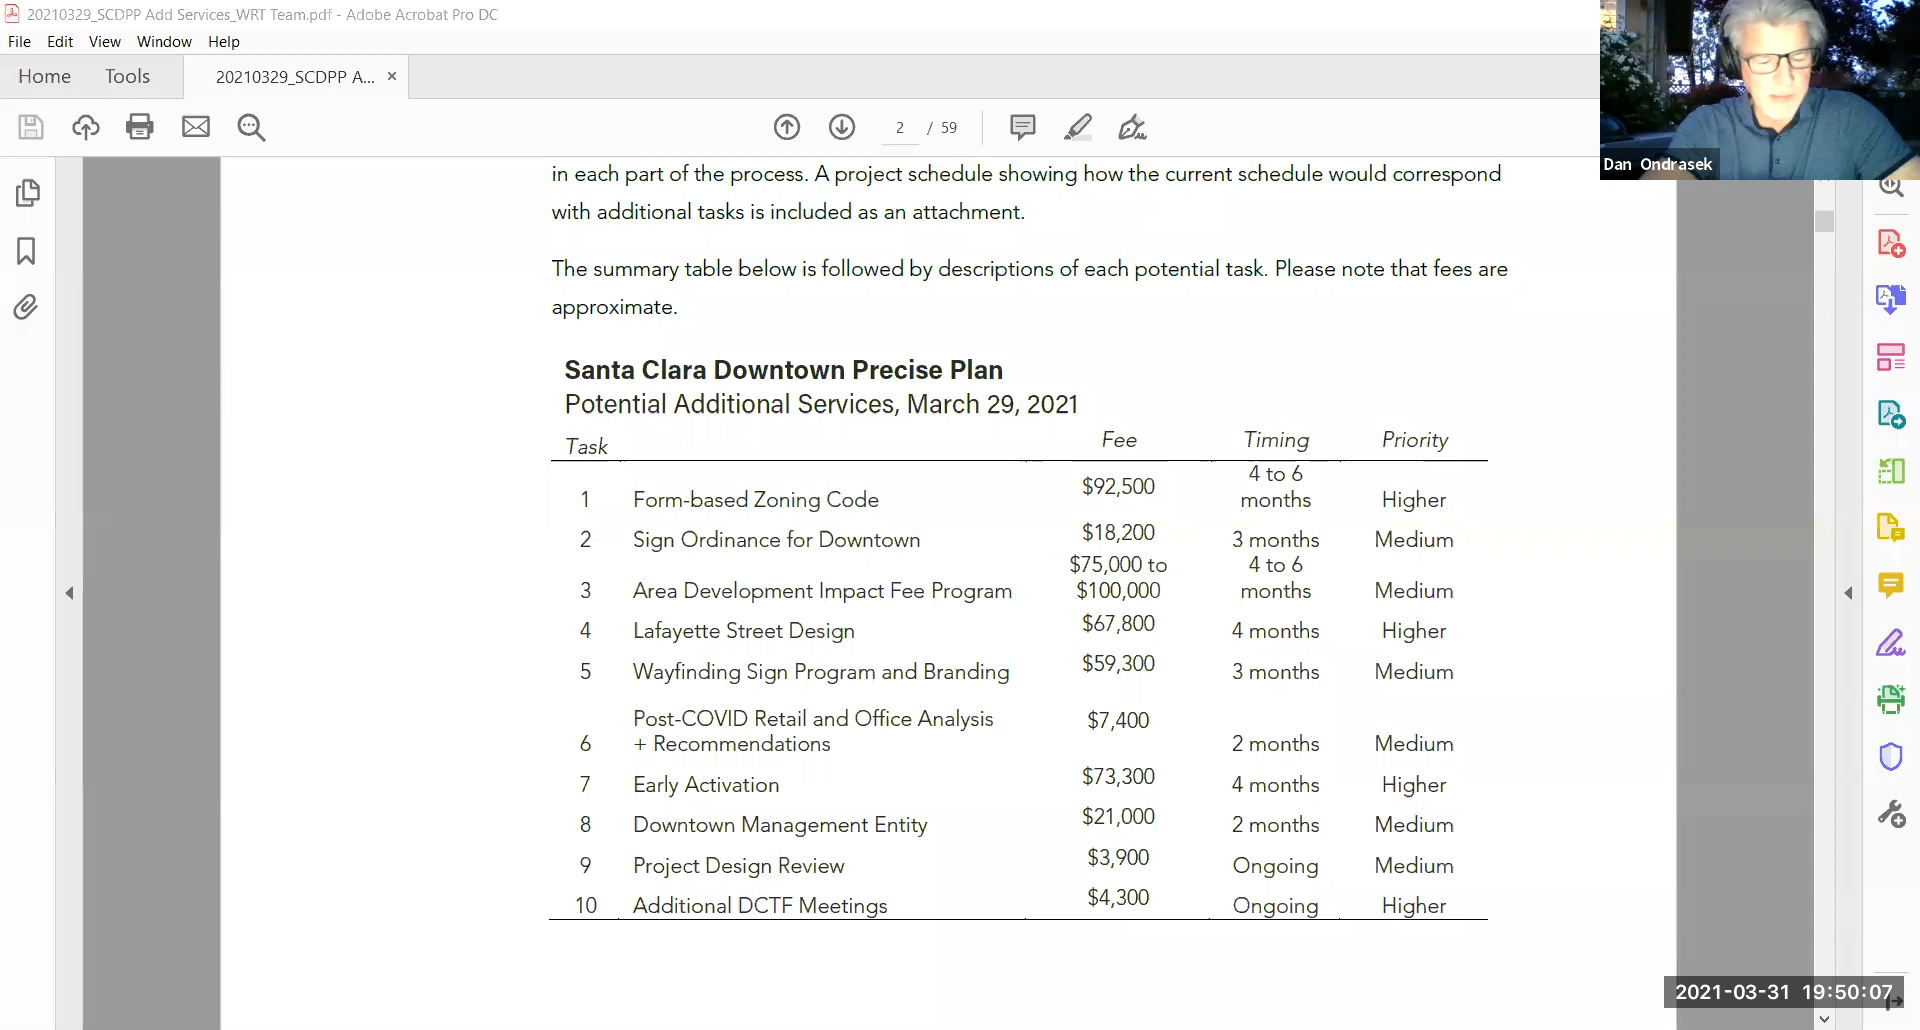 20210329_SCDPP Add Services_WRT Team.pdf - Adobe Acrobat Pro DC
File Edit View Window Help
Home Tools 20210329_SCDPP A... ×
2 / 59
Dan Ondrasek
in each part of the process. A project schedule showing how the current schedule would correspond
with additional tasks is included as an attachment.
The summary table below is followed by descriptions of each potential task. Please note that fees are
approximate.
Santa Clara Downtown Precise Plan
Potential Additional Services, March 29, 2021
Task Fee Timing Priority
1 Form-based Zoning Code $92,500 4 to 6 months Higher
2 Sign Ordinance for Downtown $18,200 3 months Medium
3 Area Development Impact Fee Program $75,000 to $100,000 4 to 6 months Medium
4 Lafayette Street Design $67,800 4 months Higher
5 Wayfinding Sign Program and Branding $59,300 3 months Medium
6 Post-COVID Retail and Office Analysis + Recommendations $7,400 2 months Medium
7 Early Activation $73,300 4 months Higher
8 Downtown Management Entity $21,000 2 months Medium
9 Project Design Review $3,900 Ongoing Medium
10 Additional DCTF Meetings $4,300 Ongoing Higher
2021-03-31 19:50:07